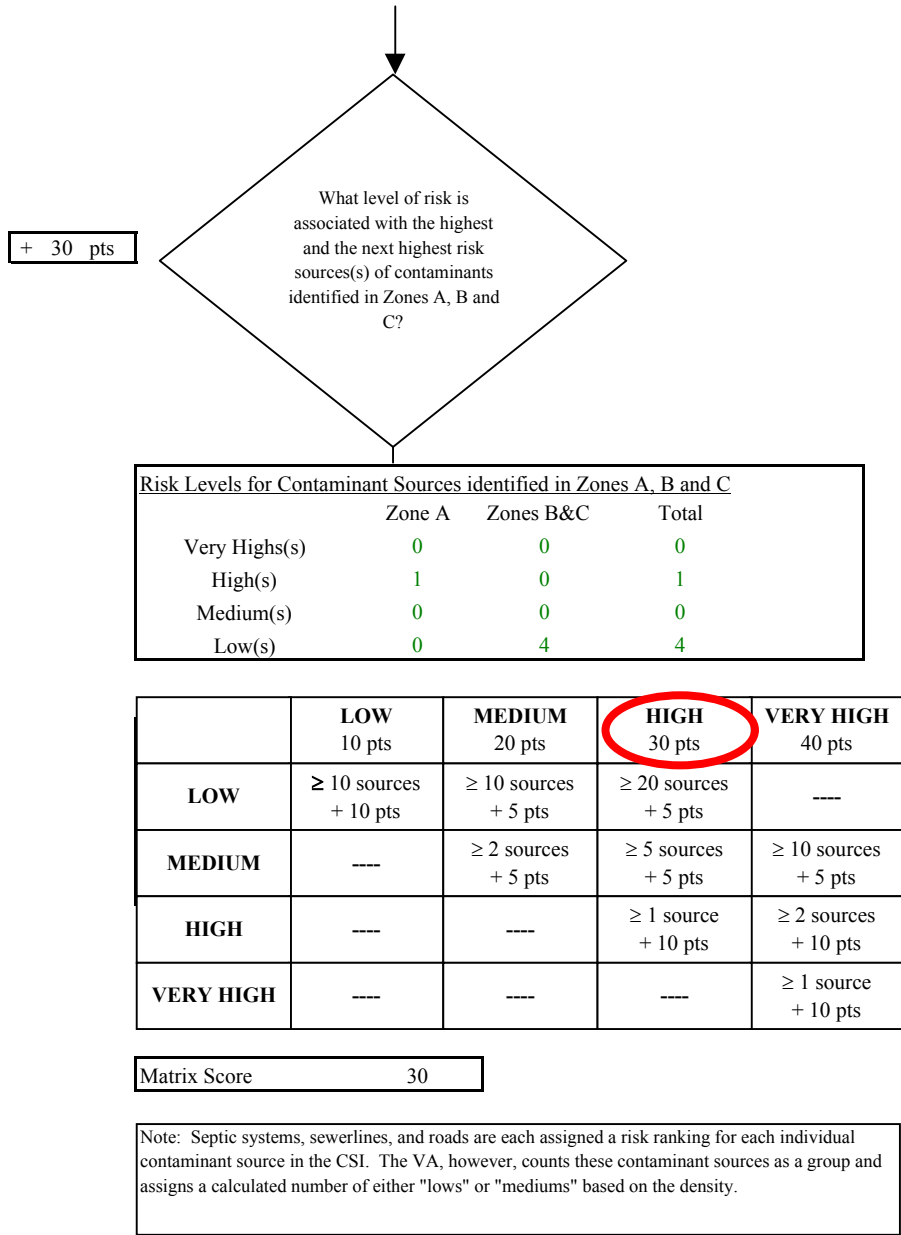 What level of risk is
associated with the highest
and the next highest risk
sources(s) of contaminants
identified in Zones A, B and
C?
+ 30 pts
Risk Levels for Contaminant Sources identified in Zones A, B and C
Zone A Zones B&C Total
Very Highs(s) 0 0 0
High(s) 1 0 1
Medium(s) 0 0 0
Low(s) 0 4 4
LOW MEDIUM HIGH VERY HIGH
10 pts 20 pts 30 pts 40 pts
LOW ≥ 10 sources ≥ 10 sources ≥ 20 sources ----
+ 10 pts + 5 pts + 5 pts
MEDIUM ---- ≥ 2 sources ≥ 5 sources ≥ 10 sources
+ 5 pts + 5 pts + 5 pts
HIGH ---- ---- ≥ 1 source ≥ 2 sources
+ 10 pts + 10 pts
VERY HIGH ---- ---- ---- ≥ 1 source
+ 10 pts
Matrix Score 30
Note: Septic systems, sewerlines, and roads are each assigned a risk ranking for each individual
contaminant source in the CSI. The VA, however, counts these contaminant sources as a group and
assigns a calculated number of either "lows" or "mediums" based on the density.